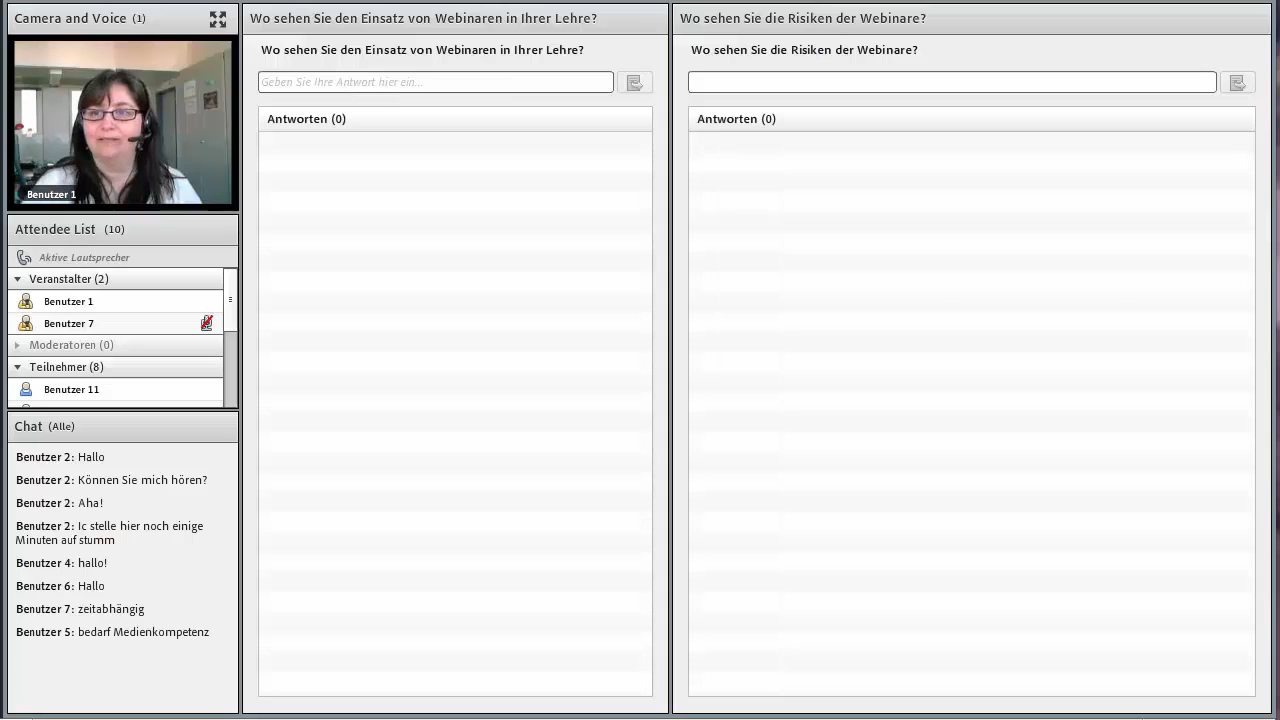 Camera and Voice (1)
Benutzer 1
Attendee List (10)
Aktive Lautsprecher
Veranstalter (2)
Benutzer 1
Benutzer 7
Moderatoren (0)
Teilnehmer (8)
Benutzer 11
Chat (Alle)
Benutzer 2: Hallo
Benutzer 2: Können Sie mich hören?
Benutzer 2: Aha!
Benutzer 2: Ic stelle hier noch einige
Minuten auf stumm
Benutzer 4: hallo!
Benutzer 6: Hallo
Benutzer 7: zeitabhängig
Benutzer 5: bedarf Medienkompetenz
Wo sehen Sie den Einsatz von Webinaren in Ihrer Lehre?
Wo sehen Sie den Einsatz von Webinaren in Ihrer Lehre?
Geben Sie Ihre Antwort hier ein...
Antworten (0)
Wo sehen Sie die Risiken der Webinare?
Wo sehen Sie die Risiken der Webinare?
Antworten (0)